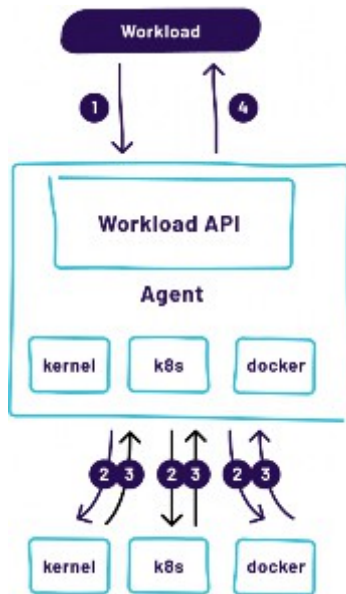 Workload
1 4
Workload API
Agent
kernel k8s docker
2 3 2 3 2 3
kernel k8s docker